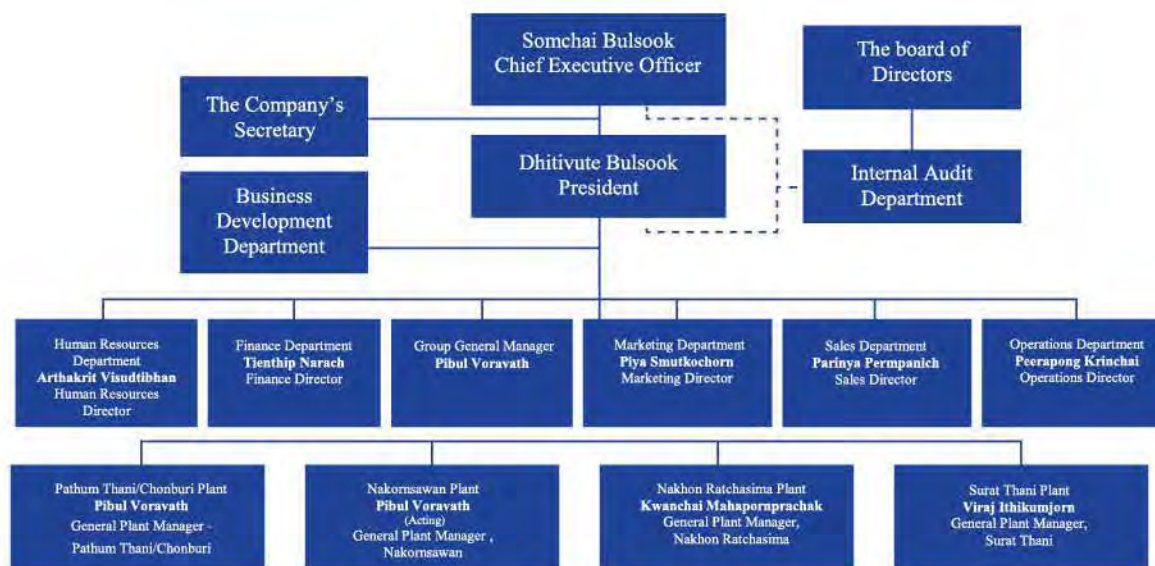 Somchai Bulsook
Chief Executive Officer
The board of
Directors
The Company’s
Secretary
Dhitivute Bulsook
President
Internal Audit
Department
Business
Development
Department
Human Resources
Department
Arthakrit Visudtibhan
Human Resources
Director
Finance Department
Tienthip Narach
Finance Director
Group General Manager
Pibul Voravath
Marketing Department
Piya Smutkochorn
Marketing Director
Sales Department
Parinya Permpanich
Sales Director
Operations Department
Peerapong Krinchai
Operations Director
Pathum Thani/Chonburi Plant
Pibul Voravath
General Plant Manager -
Pathum Thani/Chonburi
Nakornsawan Plant
Pibul Voravath
(Acting)
General Plant Manager ,
Nakornsawan
Nakhon Ratchasima Plant
Kwanchai Mahapornprachak
General Plant Manager,
Nakhon Ratchasima
Surat Thani Plant
Viraj Ithikumjorn
General Plant Manager,
Surat Thani